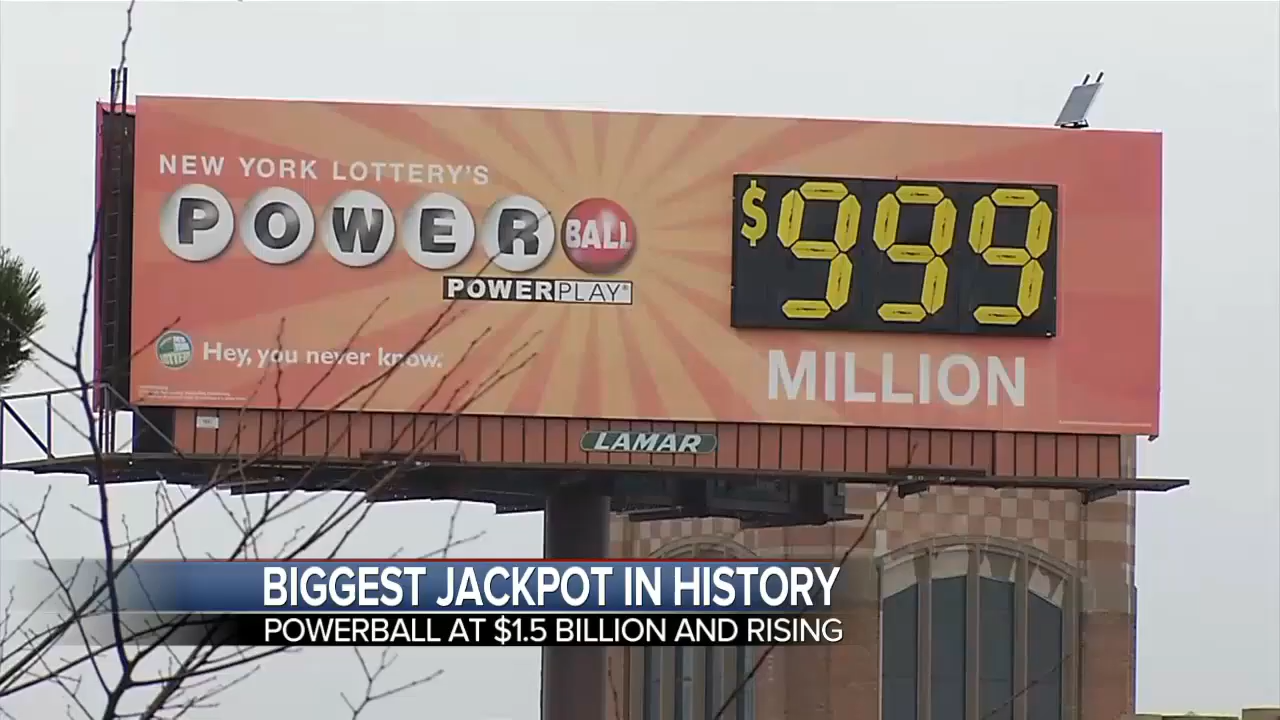 NEW YORK LOTTERY'S
POWER BALL
POWERPLAY®
$999
MILLION
Hey, you never know.
LAMAR
BIGGEST JACKPOT IN HISTORY
POWERBALL AT $1.5 BILLION AND RISING